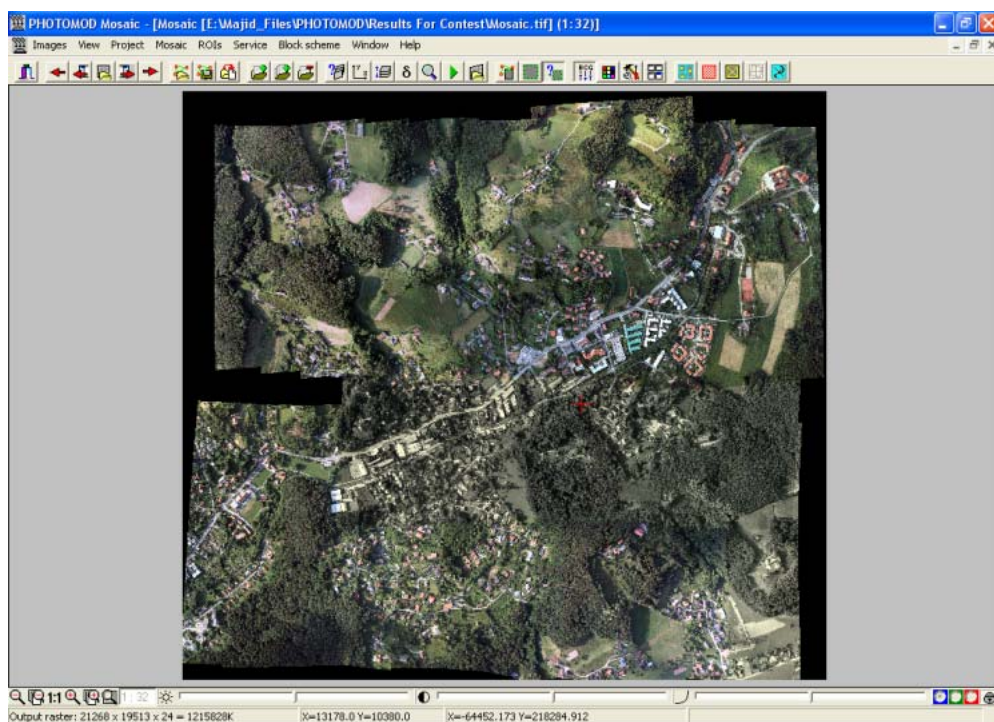 PHOTOMOD Mosaic - [Mosaic [E:\Majid_Files\PHOTOMOD\Results For Contest\Mosaic.tif] (1:32)]
Images View Project Mosaic ROIs Service Block scheme Window Help
δ
1:1 1 : 32
Output raster: 21268 x 19513 x 24 = 1215828K X=13178.0 Y=10380.0 X=-64452.173 Y=218284.912